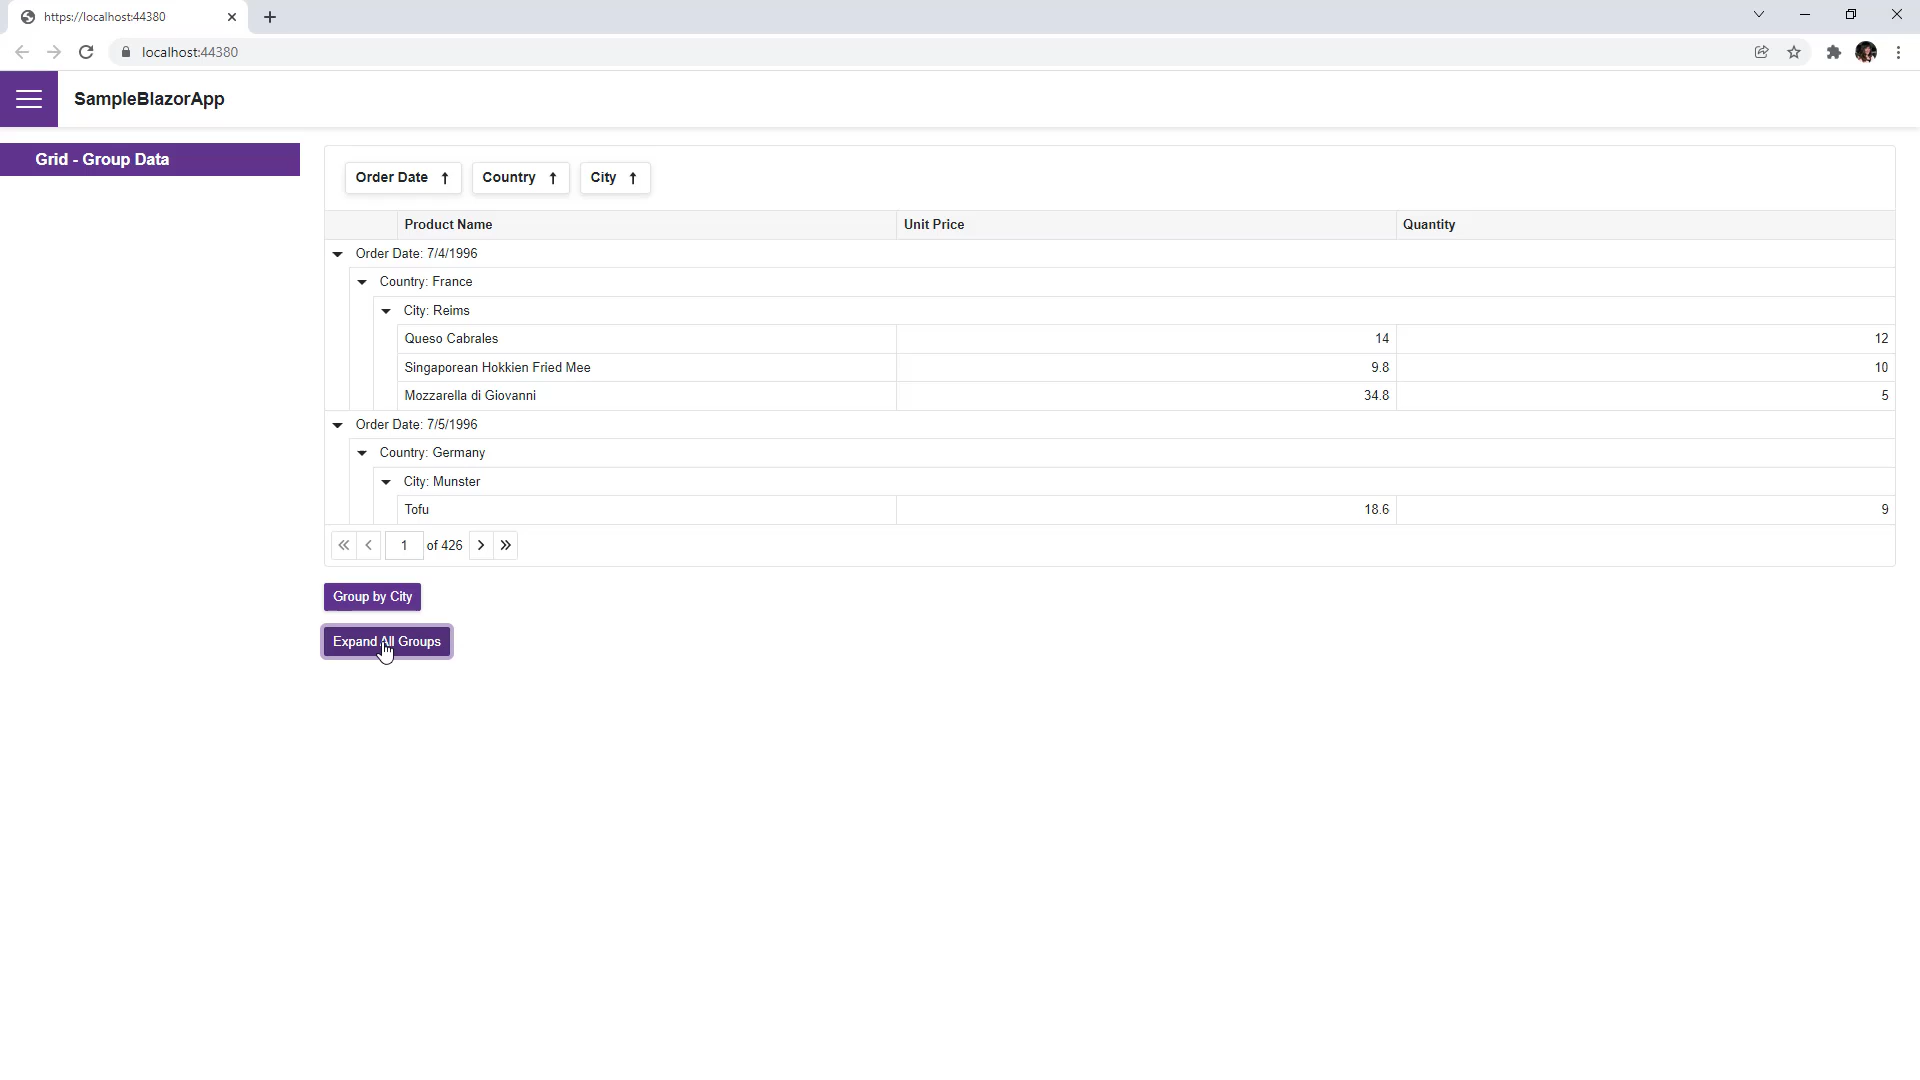 https://localhost:44380
localhost:44380
SampleBlazorApp
Grid - Group Data
Order Date Country City
Product Name Unit Price Quantity
Order Date: 7/4/1996
Country: France
City: Reims
Queso Cabrales 14 12
Singaporean Hokkien Fried Mee 9.8 10
Mozzarella di Giovanni 34.8 5
Order Date: 7/5/1996
Country: Germany
City: Munster
Tofu 18.6 9
1 of 426
Group by City
Expand All Groups